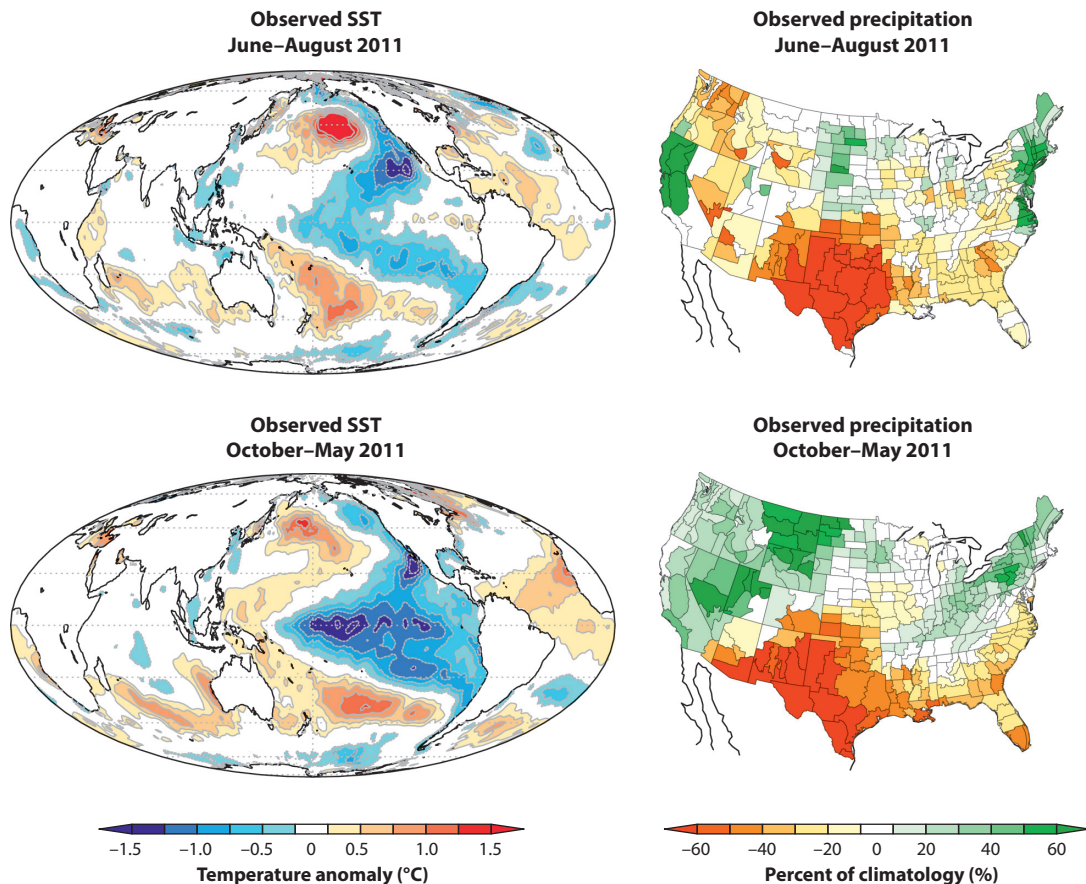 Observed SST
June–August 2011
Observed precipitation
June–August 2011
Observed SST
October–May 2011
Observed precipitation
October–May 2011
−1.5 −1.0 −0.5 0 0.5 1.0 1.5
Temperature anomaly (°C)
−60 −40 −20 0 20 40 60
Percent of climatology (%)